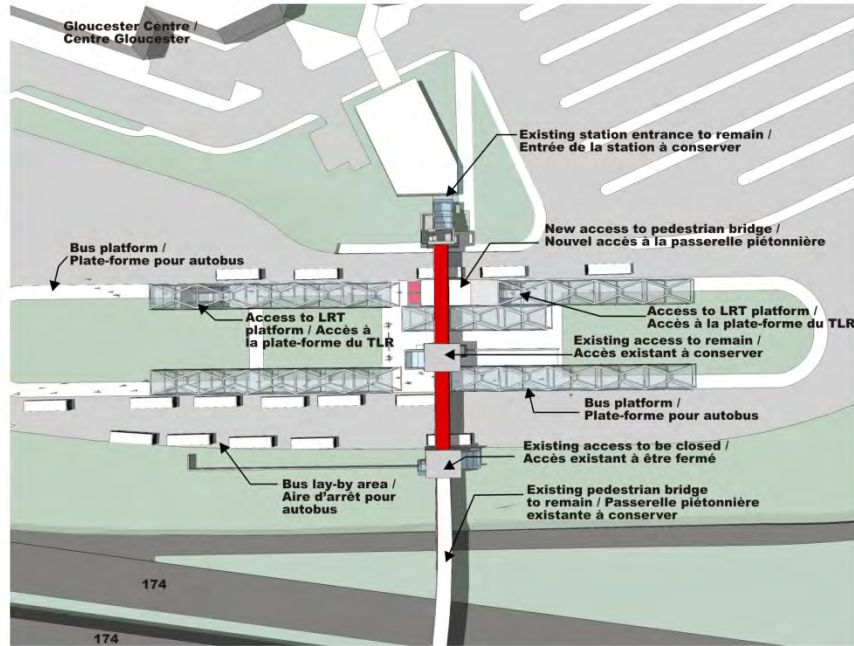 Gloucester Centre /
Centre Gloucester
Existing station entrance to remain /
Entrée de la station à conserver
New access to pedestrian bridge /
Nouvel accès à la passerelle piétonnière
Bus platform /
Plate-forme pour autobus
Access to LRT
platform / Accès à
la plate-forme du TLR
Access to LRT platform /
Accès à la plate-forme du TLR
Existing access to remain /
Accès existant à conserver
Bus platform /
Plate-forme pour autobus
Existing access to be closed /
Accès existant à être fermé
Bus lay-by area /
Aire d'arrêt pour
autobus
Existing pedestrian bridge
to remain / Passerelle piétonnière
existante à conserver
174
174